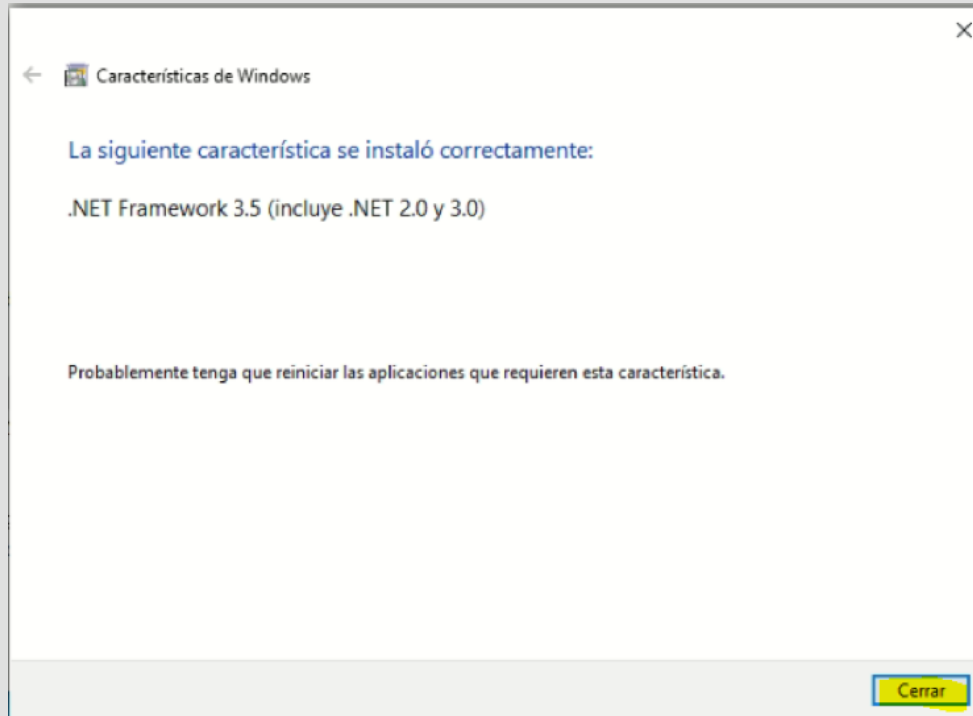 Características de Windows
La siguiente característica se instaló correctamente:
.NET Framework 3.5 (incluye .NET 2.0 y 3.0)
Probablemente tenga que reiniciar las aplicaciones que requieren esta característica.
Cerrar